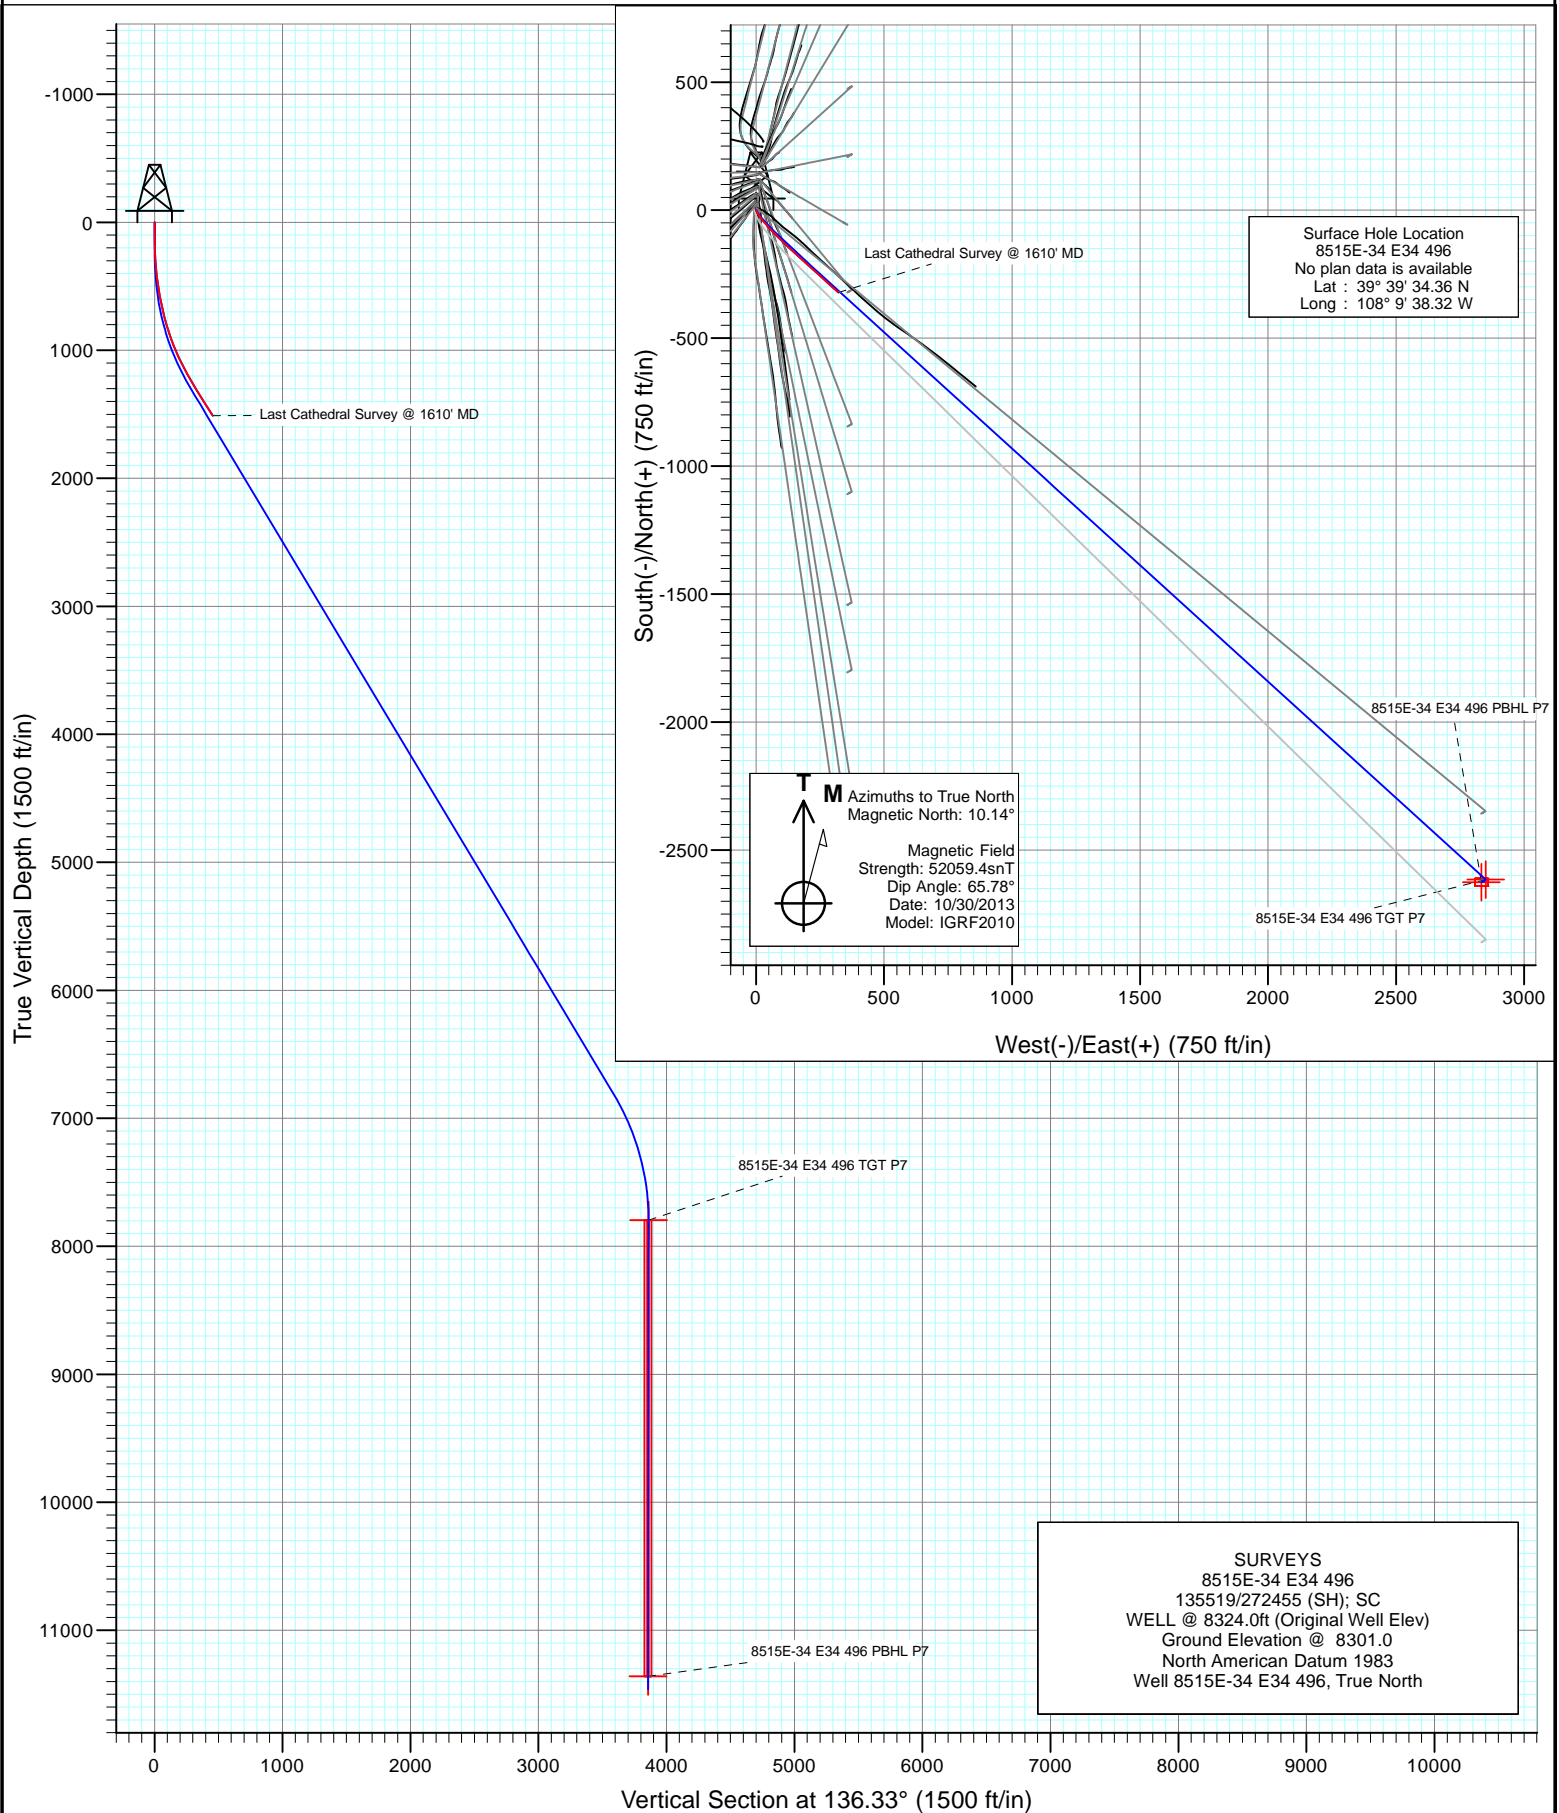 True Vertical Depth (1500 ft/in)
-1000
0
1000
2000
3000
4000
5000
6000
7000
8000
9000
10000
11000
Last Cathedral Survey @ 1610' MD
8515E-34 E34 496 TGT P7
8515E-34 E34 496 PBHL P7
0
1000
2000
3000
4000
5000
6000
7000
8000
9000
10000
Vertical Section at 136.33° (1500 ft/in)
South(-)/North(+) (750 ft/in)
500
0
-500
-1000
-1500
-2000
-2500
Last Cathedral Survey @ 1610' MD
Surface Hole Location
8515E-34 E34 496
No plan data is available
Lat : 39° 39' 34.36 N
Long : 108° 9' 38.32 W
8515E-34 E34 496 PBHL P7
8515E-34 E34 496 TGT P7
T
M
Azimuths to True North
Magnetic North: 10.14°
Magnetic Field
Strength: 52059.4snT
Dip Angle: 65.78°
Date: 10/30/2013
Model: IGRF2010
0
500
1000
1500
2000
2500
3000
West(-)/East(+) (750 ft/in)
SURVEYS
8515E-34 E34 496
135519/272455 (SH); SC
WELL @ 8324.0ft (Original Well Elev)
Ground Elevation @ 8301.0
North American Datum 1983
Well 8515E-34 E34 496, True North